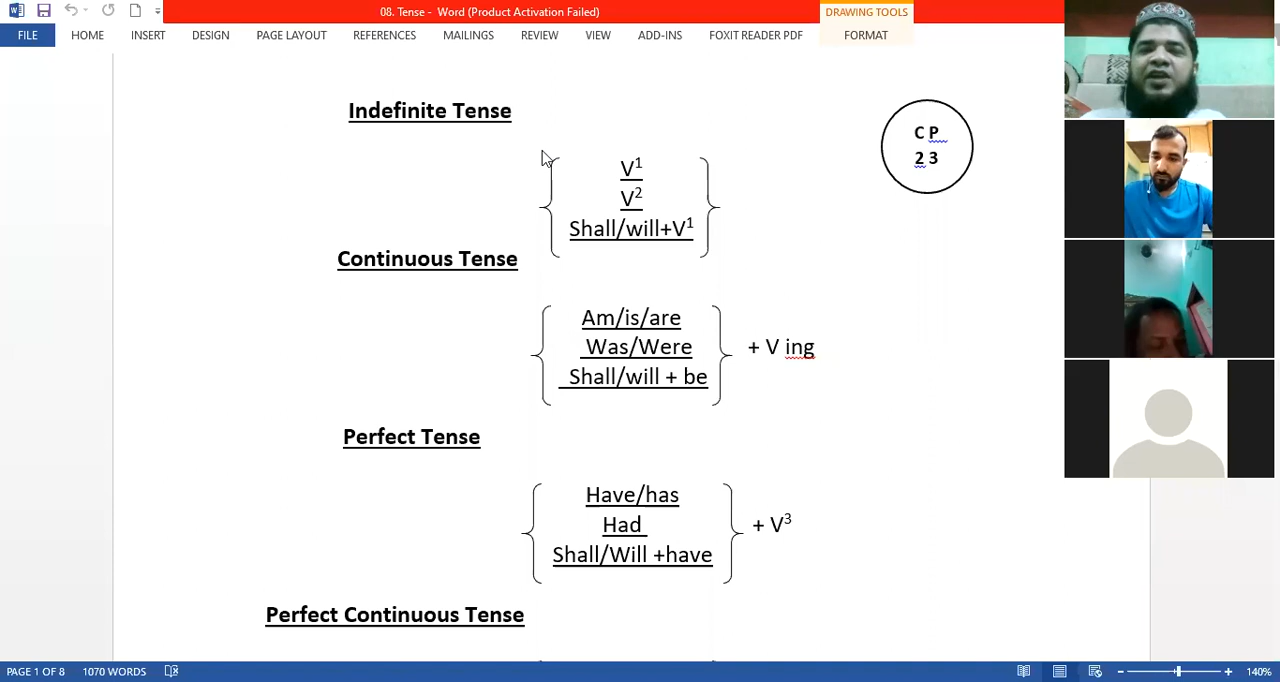 08. Tense - Word (Product Activation Failed)
DRAWING TOOLS
FILE HOME INSERT DESIGN PAGE LAYOUT REFERENCES MAILINGS REVIEW VIEW ADD-INS FOXIT READER PDF FORMAT
Indefinite Tense
C P
2 3
V¹
V²
Shall/will+V¹
Continuous Tense
Am/is/are
Was/Were + V ing
Shall/will + be
Perfect Tense
Have/has
Had + V³
Shall/Will +have
Perfect Continuous Tense
PAGE 1 OF 8 1070 WORDS 140%